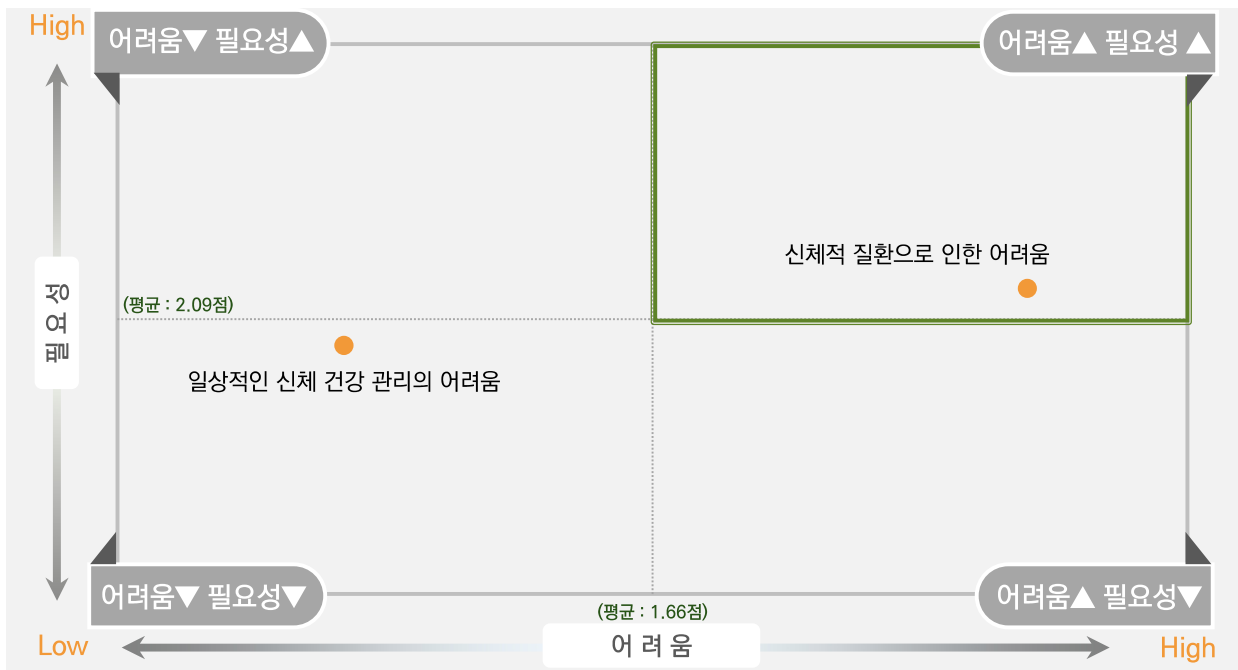 High
어려움▼ 필요성▲
어려움▲ 필요성 ▲
신체적 질환으로 인한 어려움
(평균 : 2.09점)
필요성
일상적인 신체 건강 관리의 어려움
어려움▼ 필요성▼
어려움▲ 필요성▼
(평균 : 1.66점)
Low
어 려 움
High